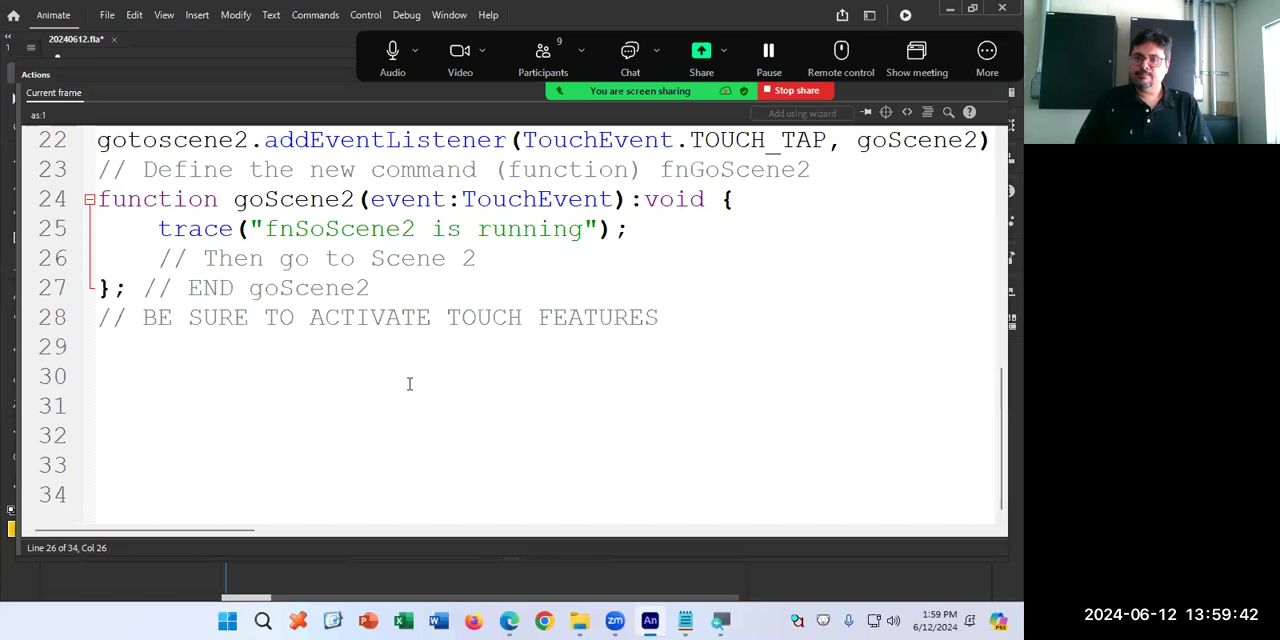 Animate File Edit View Insert Modify Text Commands Control Debug Window Help
20240612.fla* ×
9
Audio Video Participants Chat Share Pause Remote control Show meeting More
Actions
You are screen sharing Stop share
Current frame
as:1 Add using wizard
22 gotoscene2.addEventListener(TouchEvent.TOUCH_TAP, goScene2)
23 // Define the new command (function) fnGoScene2
24 function goScene2(event:TouchEvent):void {
25 trace("fnSoScene2 is running");
26 // Then go to Scene 2
27 }; // END goScene2
28 // BE SURE TO ACTIVATE TOUCH FEATURES
29
30
31
32
33
34
Line 26 of 34, Col 26
1:59 PM
6/12/2024
2024-06-12 13:59:42